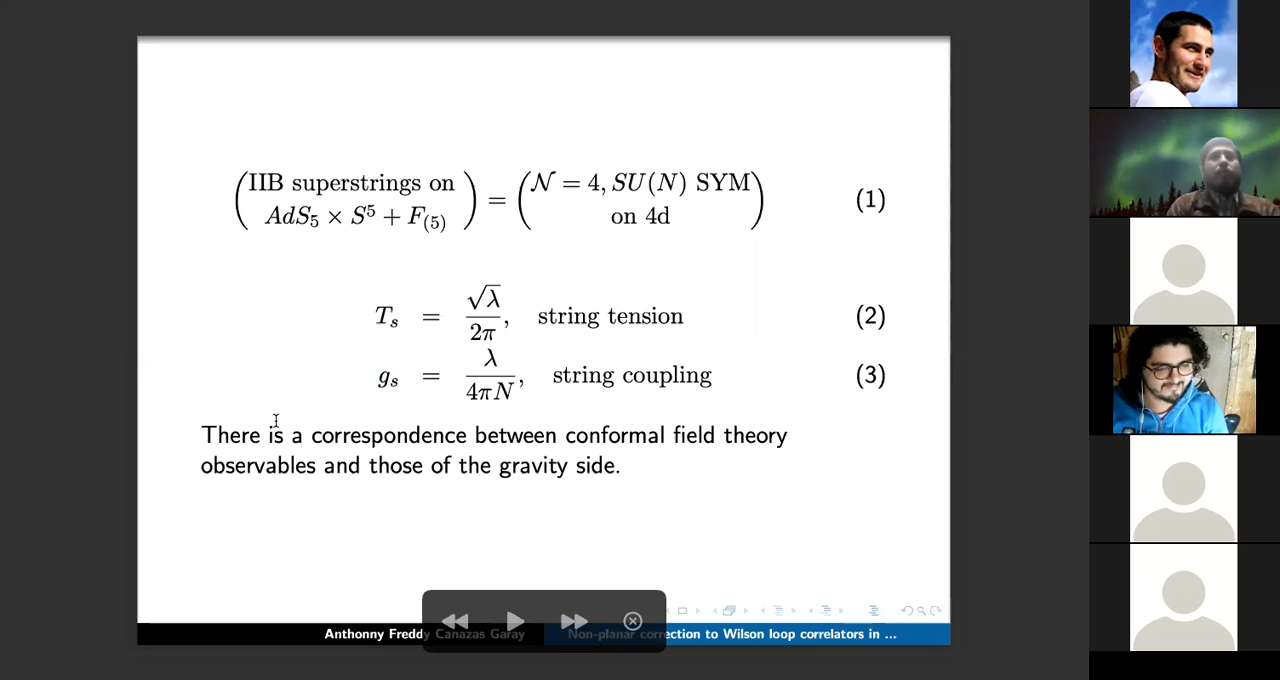 IIB superstrings on
AdS₅ × S⁵ + F₍₅₎
=
𝒩 = 4, SU(N) SYM
on 4d
(1)
Tₛ = √λ / 2π, string tension (2)
gₛ = λ / 4πN, string coupling (3)
There is a correspondence between conformal field theory
observables and those of the gravity side.
Anthonny Freddy Canazas Garay Non-planar correction to Wilson loop correlators in ...